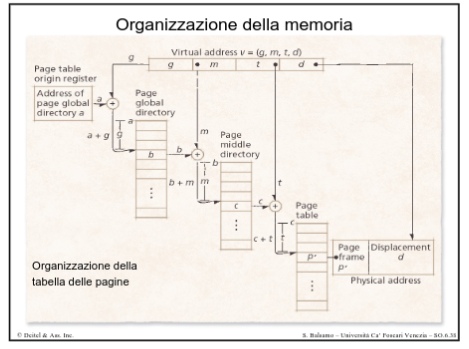 Organizzazione della memoria
Virtual address v = (g, m, t, d)
g
g m t d
Page table
origin register
Address of
page global
directory a
a
a + g
Page
global
directory
a
g
b
b
m
b + m
Page
middle
directory
b
m
c
c
t
c + t
Page
table
c
t
p'
Page
frame
p'
Displacement
d
Physical address
Organizzazione della
tabella delle pagine
© Deitel & Ass. Inc.
S. Balsamo – Università Ca' Foscari Venezia – SO 6.31